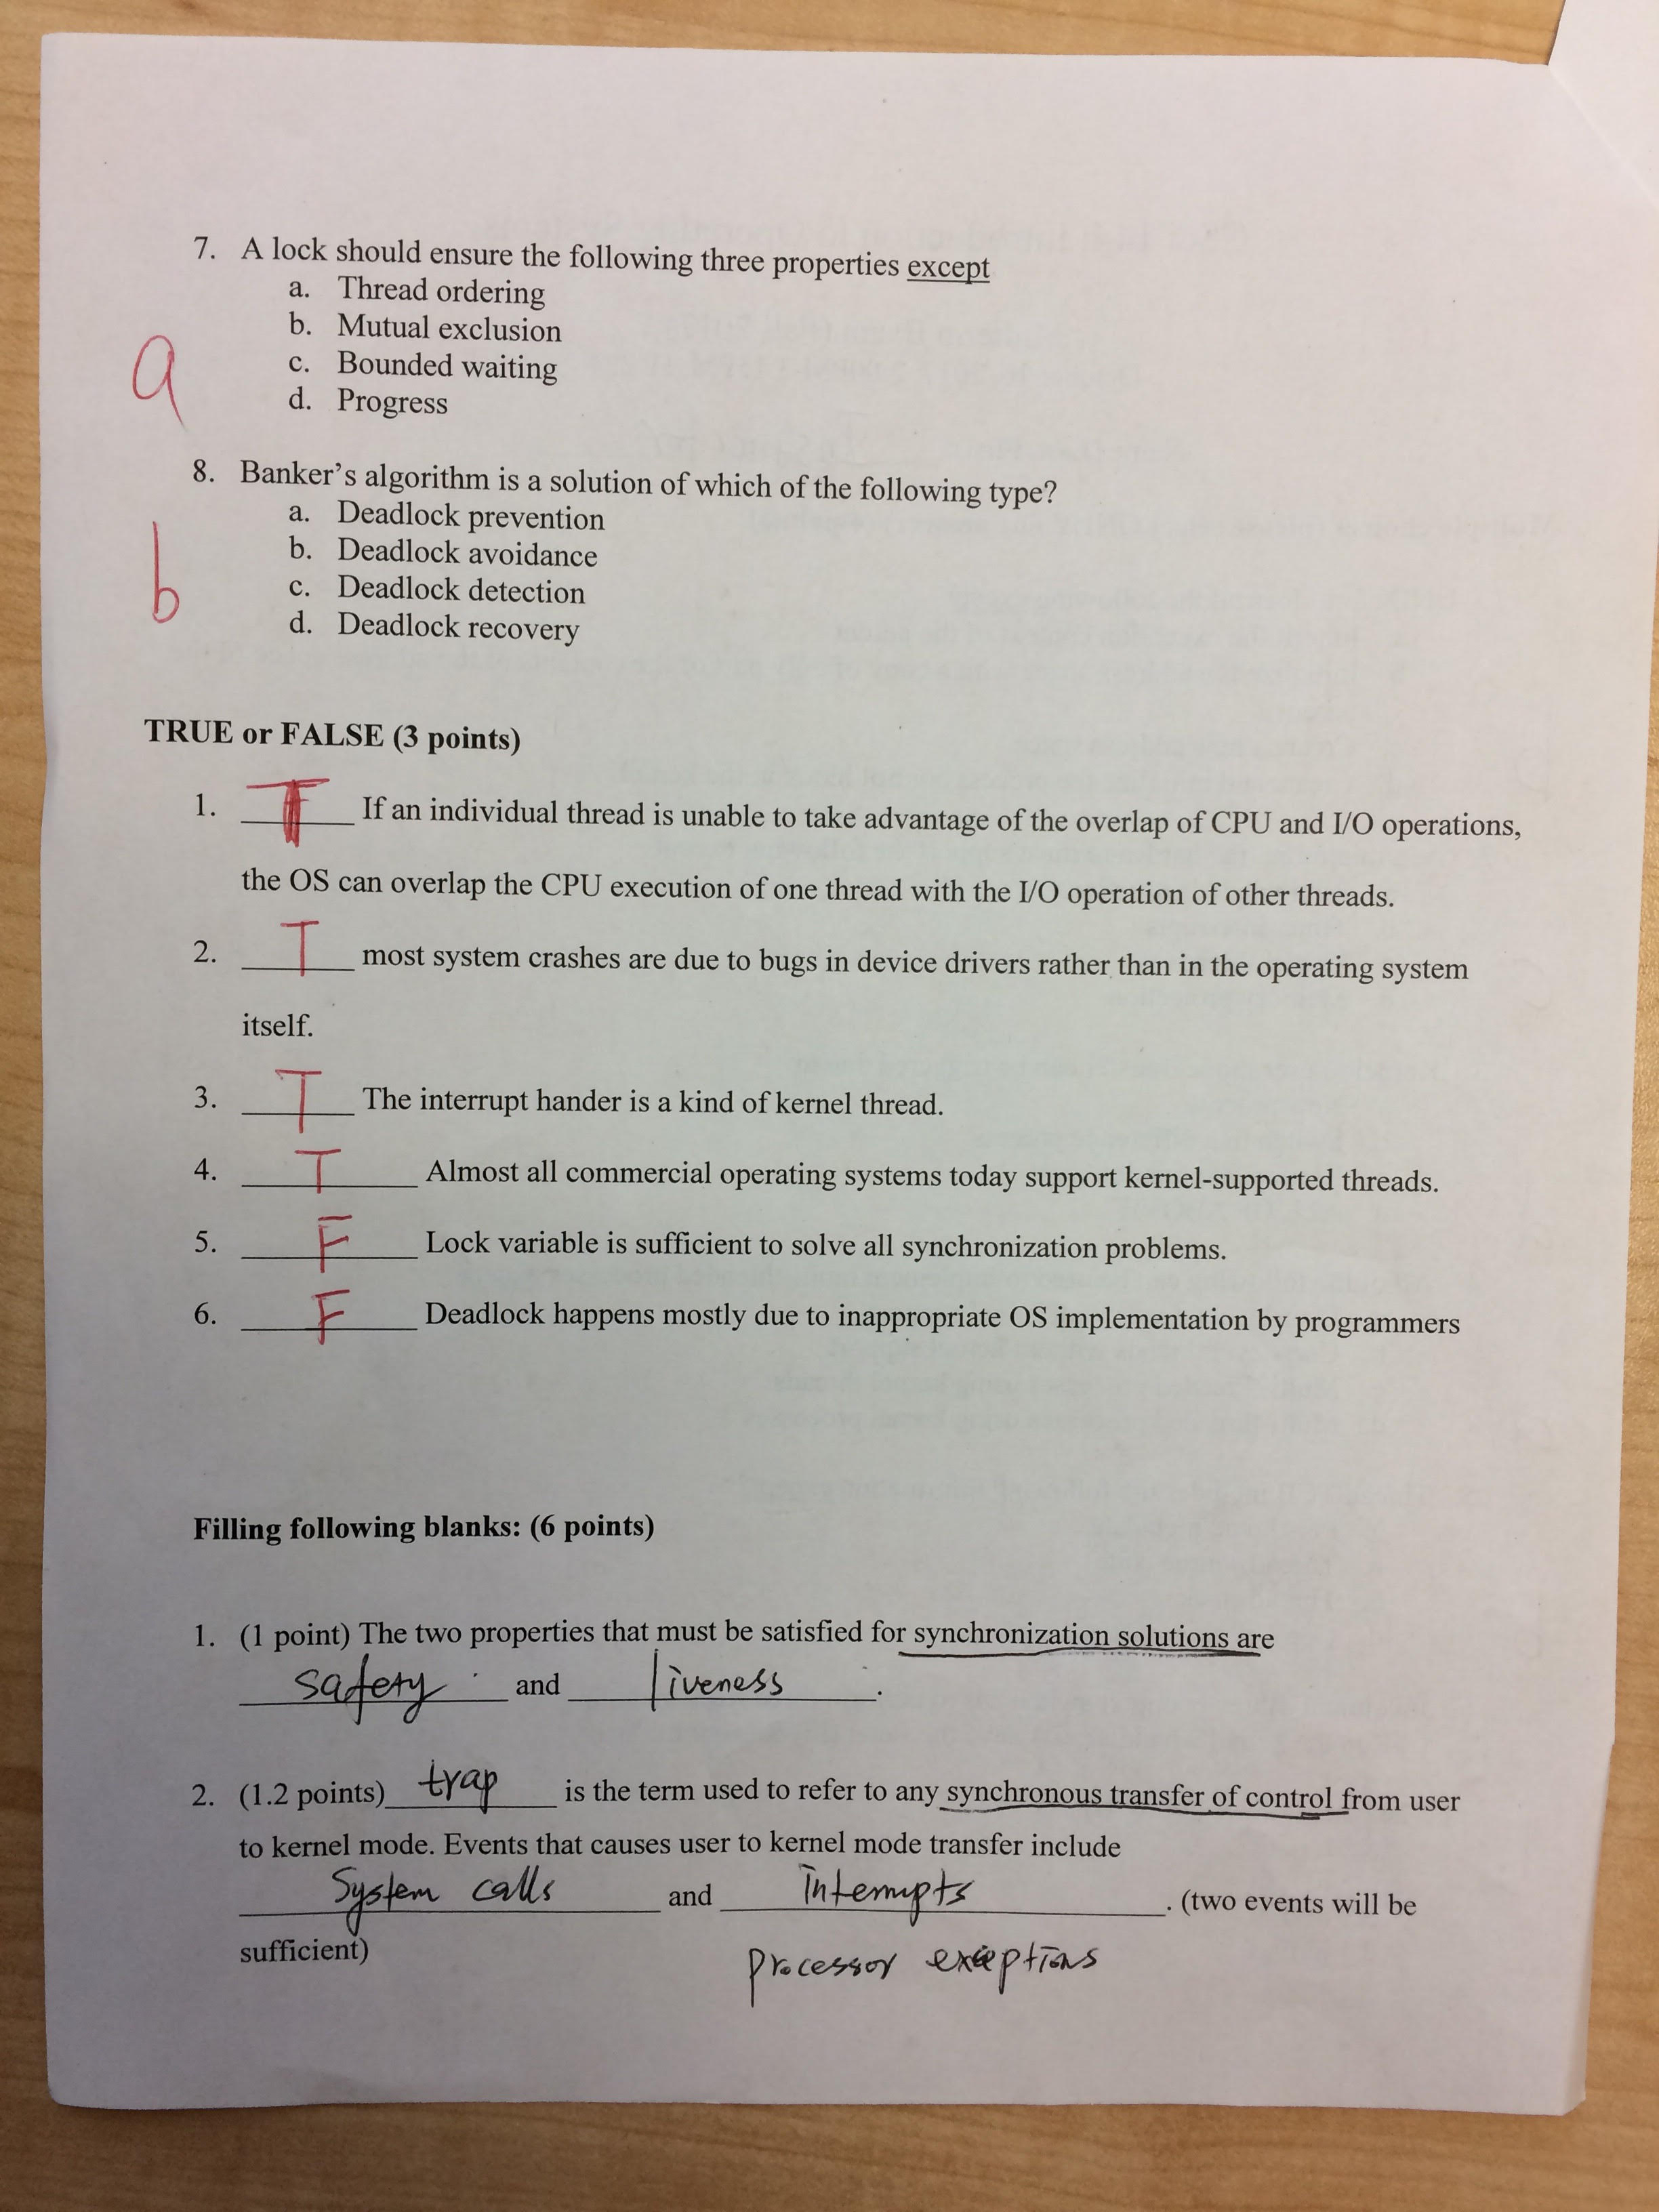 7. A lock should ensure the following three properties except
a. Thread ordering
b. Mutual exclusion
c. Bounded waiting
d. Progress
a
8. Banker's algorithm is a solution of which of the following type?
a. Deadlock prevention
b. Deadlock avoidance
c. Deadlock detection
d. Deadlock recovery
b
TRUE or FALSE (3 points)
1. T If an individual thread is unable to take advantage of the overlap of CPU and I/O operations,
the OS can overlap the CPU execution of one thread with the I/O operation of other threads.
2. T most system crashes are due to bugs in device drivers rather than in the operating system
itself.
3. T The interrupt hander is a kind of kernel thread.
4. T Almost all commercial operating systems today support kernel-supported threads.
5. F Lock variable is sufficient to solve all synchronization problems.
6. F Deadlock happens mostly due to inappropriate OS implementation by programmers
Filling following blanks: (6 points)
1. (1 point) The two properties that must be satisfied for synchronization solutions are
safety and liveness.
2. (1.2 points) trap is the term used to refer to any synchronous transfer of control from user
to kernel mode. Events that causes user to kernel mode transfer include
System calls and interrupts. (two events will be
sufficient)
processor exceptions